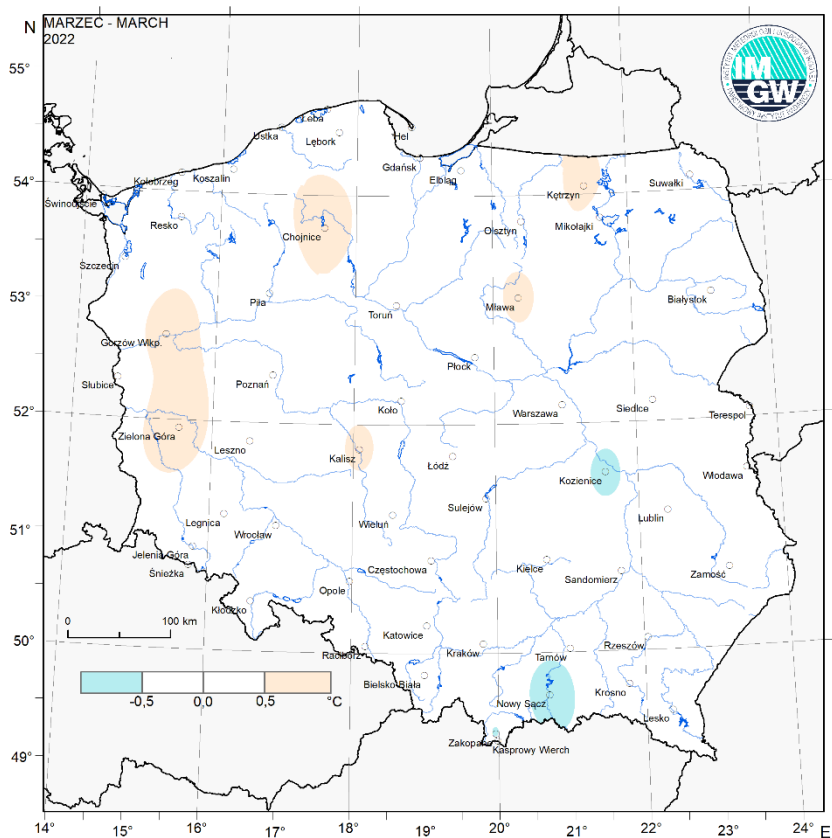 MARZEC - MARCH
2022
N
IMGW
55°
Łeba
Ustka
Lębork
Hel
Gdańsk
54°
Kołobrzeg
Koszalin
Elbląg
Kętrzyn
Suwałki
Świnoujście
Resko
Chojnice
Olsztyn
Mikołajki
Szczecin
53°
Piła
Toruń
Mława
Białystok
Gorzów Wlkp.
Słubice
Poznań
Płock
Koło
Warszawa
Siedlce
Terespol
52°
Zielona Góra
Leszno
Kalisz
Łódź
Kozienice
Włodawa
Legnica
Wrocław
Wieluń
Sulejów
Lublin
51°
Jelenia Góra
Śnieżka
Częstochowa
Kielce
Sandomierz
Zamość
Kłodzko
Opole
0 100 km
50°
Katowice
Kraków
Tarnów
Rzeszów
Racibórz
Bielsko-Biała
Nowy Sącz
Krosno
Lesko
-0,5 0,0 0,5 °C
49°
Zakopane
Kasprowy Wierch
14° 15° 16° 17° 18° 19° 20° 21° 22° 23° 24° E